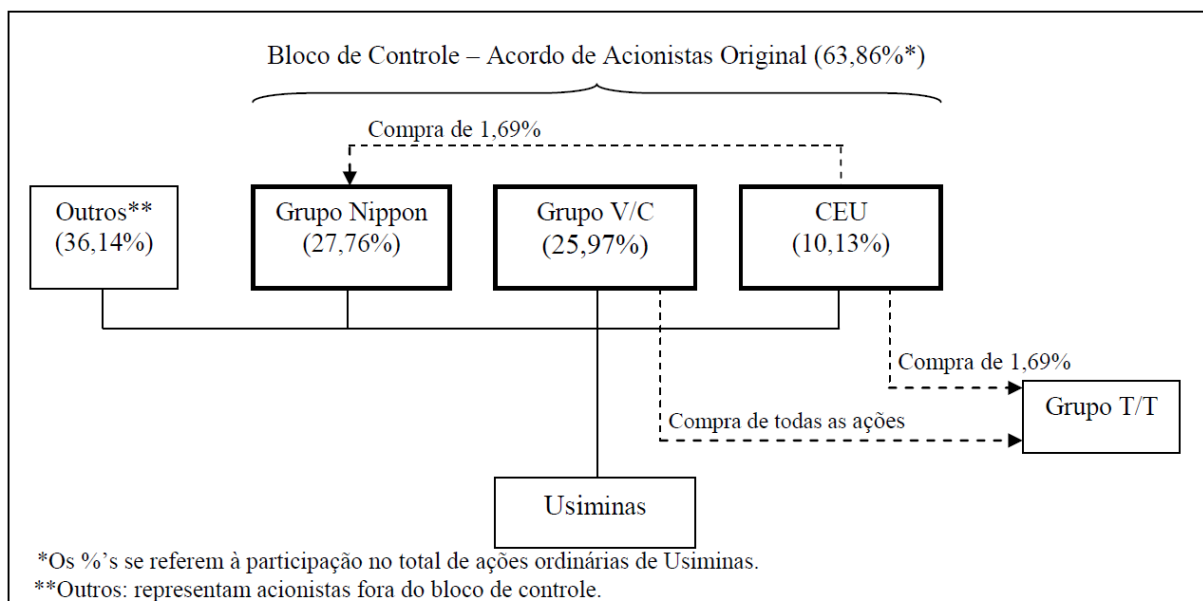 Bloco de Controle – Acordo de Acionistas Original (63,86%*)
Compra de 1,69%
Outros**
(36,14%)
Grupo Nippon
(27,76%)
Grupo V/C
(25,97%)
CEU
(10,13%)
Compra de 1,69%
Grupo T/T
Compra de todas as ações
Usiminas
*Os %’s se referem à participação no total de ações ordinárias de Usiminas.
**Outros: representam acionistas fora do bloco de controle.